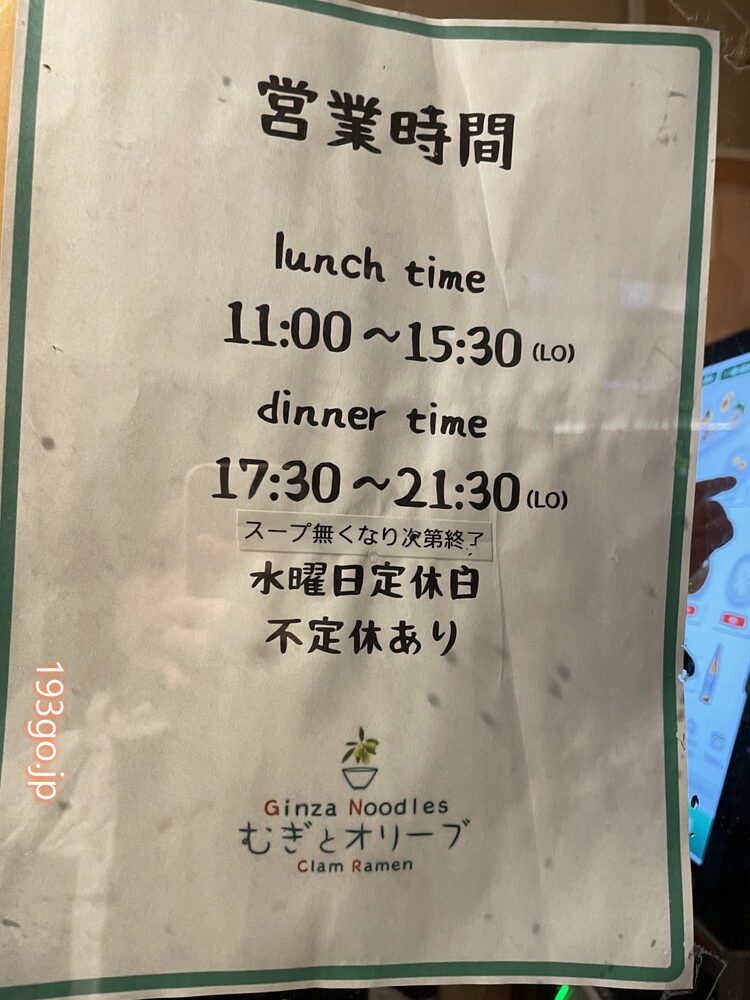 営業時間
lunch time
11:00～15:30(LO)
dinner time
17:30～21:30(LO)
スープ無くなり次第終了
水曜日定休日
不定休あり
Ginza Noodles
むぎとオリーブ
Clam Ramen
193go.jp